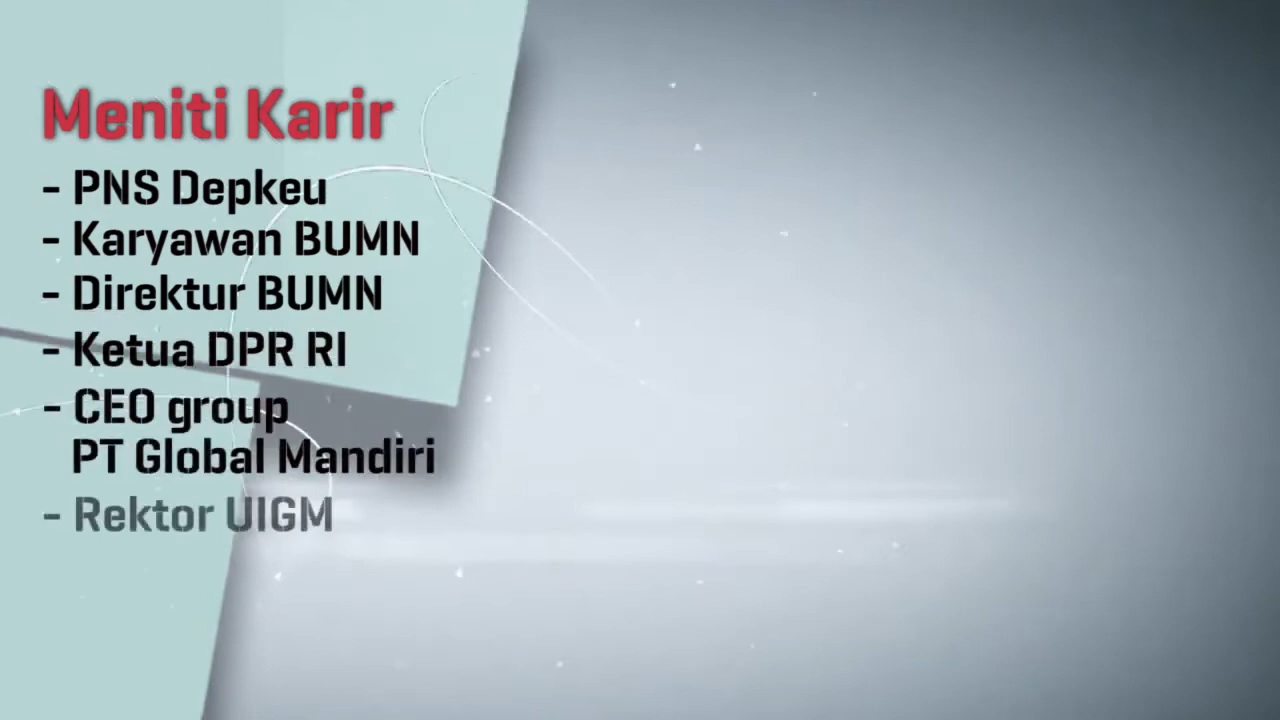 Meniti Karir
- PNS Depkeu
- Karyawan BUMN
- Direktur BUMN
- Ketua DPR RI
- CEO group
PT Global Mandiri
- Rektor UIGM